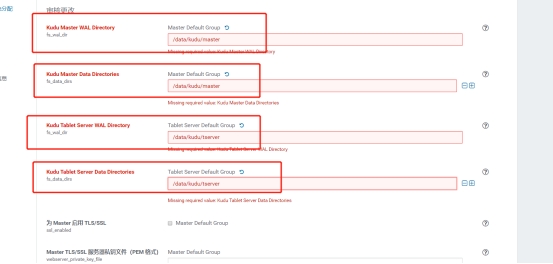 分配
审核更改
Kudu Master WAL Directory
fs_wal_dir
Master Default Group
/data/kudu/master
Missing required value: Kudu Master WAL Directory
Kudu Master Data Directories
fs_data_dirs
Master Default Group
/data/kudu/master
Missing required value: Kudu Master Data Directories
Kudu Tablet Server WAL Directory
fs_wal_dir
Tablet Server Default Group
/data/kudu/tserver
Missing required value: Kudu Tablet Server WAL Directory
Kudu Tablet Server Data Directories
fs_data_dirs
Tablet Server Default Group
/data/kudu/tserver
Missing required value: Kudu Tablet Server Data Directories
为 Master 启用 TLS/SSL
ssl_enabled
Master Default Group
Master TLS/SSL 服务器私钥文件 (PEM 格式)
webserver_private_key_file
Master Default Group